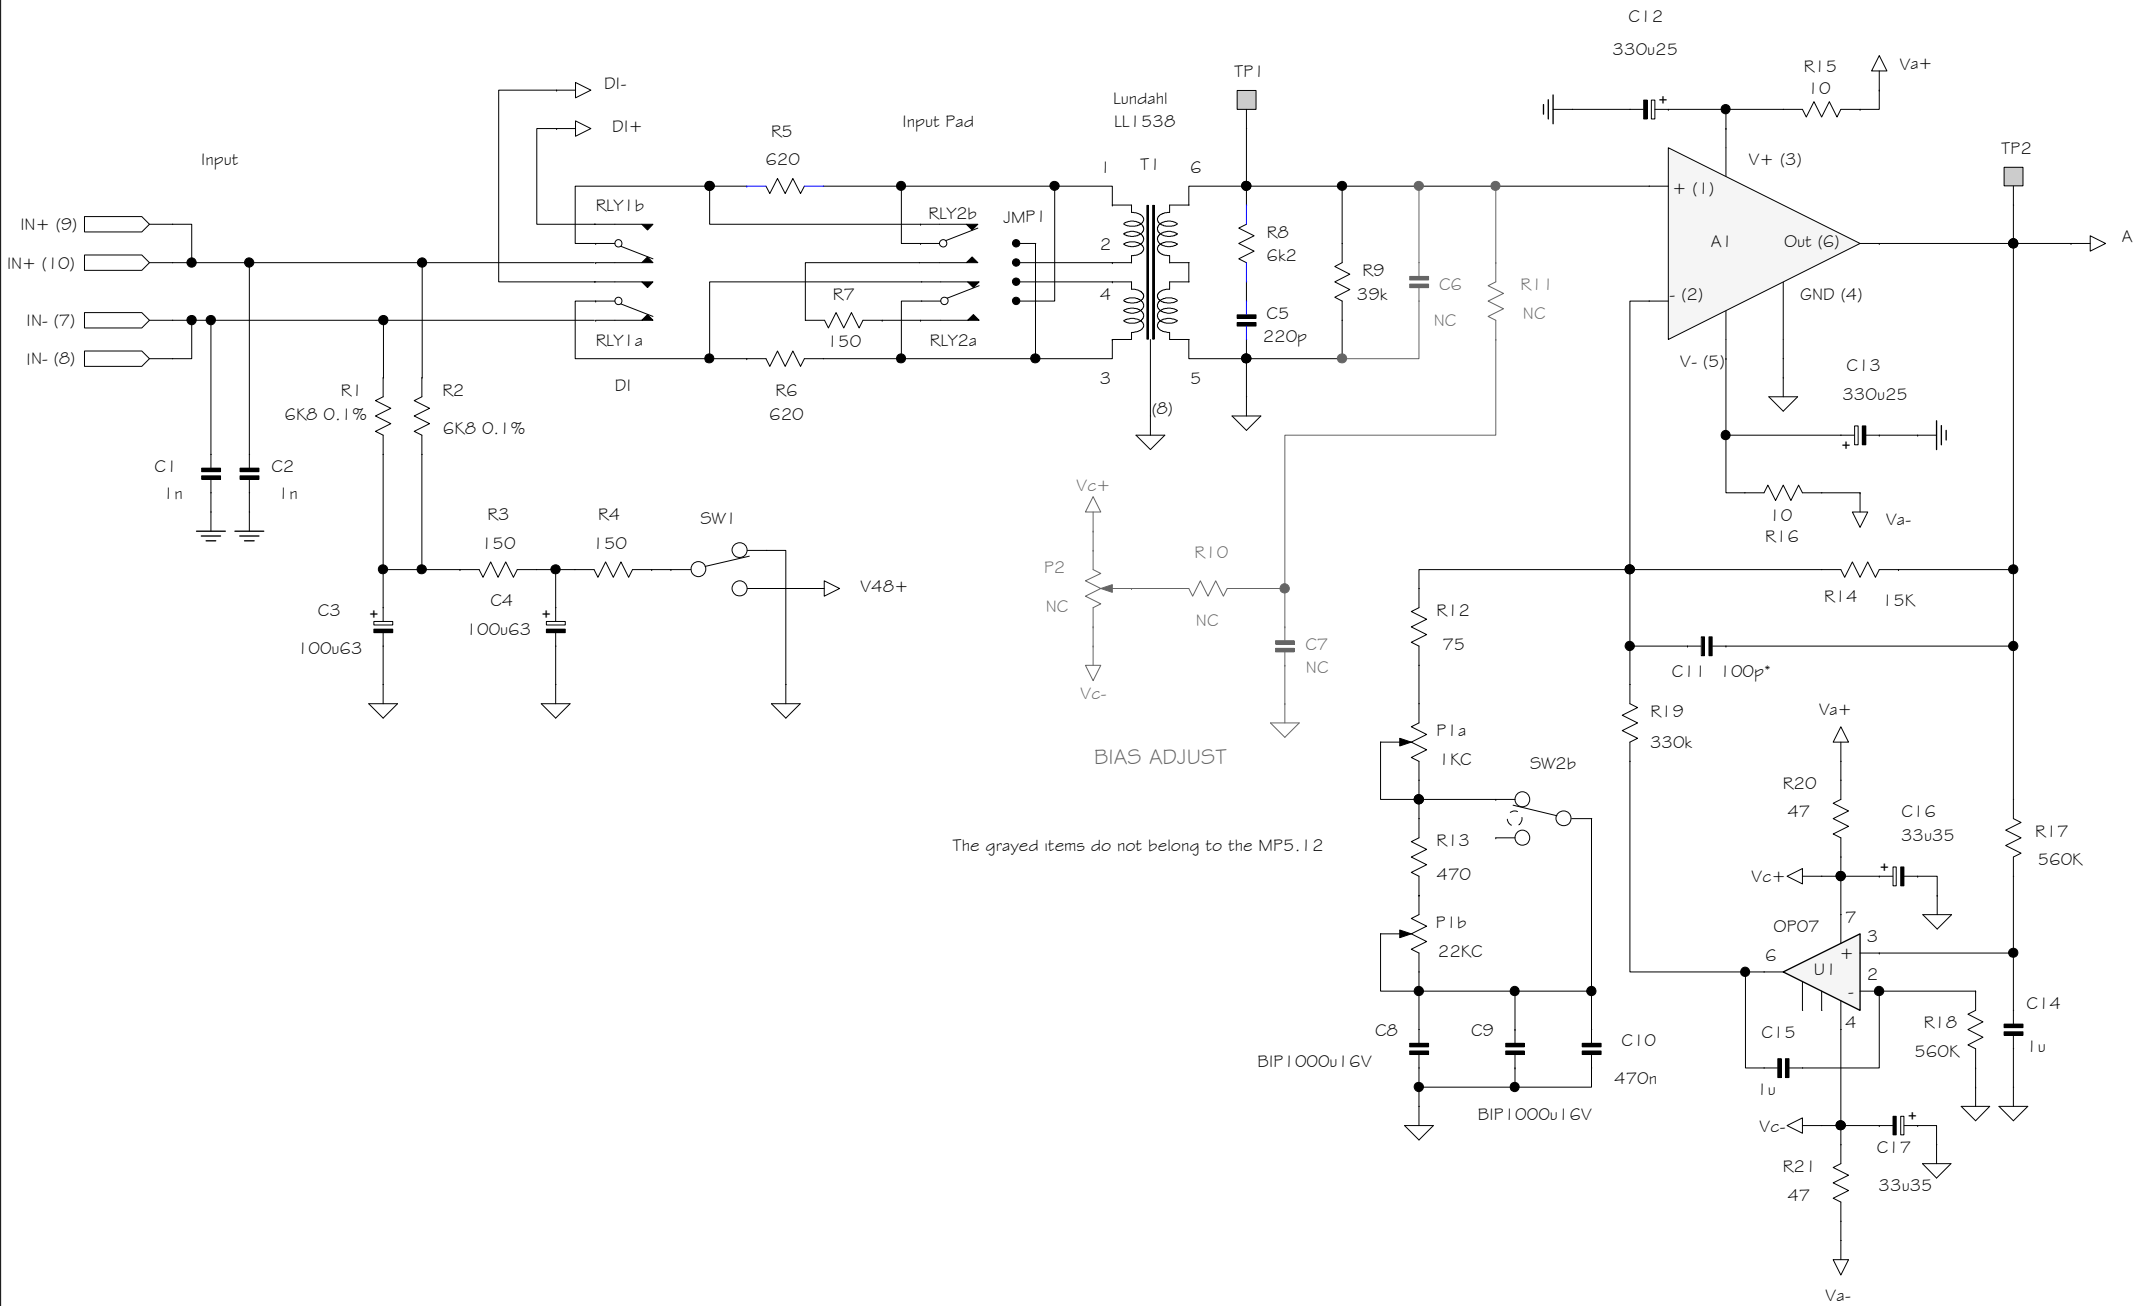 C12
330u25
R15
10
Va+
TP1
DI-
DI+
Input
R5
620
Input Pad
Lundahl
LL1538
T1
1
6
V+ (3)
TP2
+ (1)
IN+ (9)
IN+ (10)
IN- (7)
IN- (8)
RLY1b
RLY2b
JMP1
2
R8
6k2
A1
Out (6)
A
R9
39k
C6
NC
R11
NC
- (2)
GND (4)
R7
150
4
C5
220p
RLY1a
RLY2a
DI
R6
620
3
5
(8)
V- (5)
C13
330u25
R1
6K8 0.1%
R2
6K8 0.1%
C1
1n
C2
1n
R3
150
R4
150
SW1
V48+
C3
100u63
C4
100u63
Vc+
P2
NC
Vc-
R10
NC
C7
NC
BIAS ADJUST
10
R16
Va-
R12
75
R14
15K
C11
100p*
R19
330k
P1a
1KC
SW2b
The grayed items do not belong to the MP5.12
R13
470
P1b
22KC
Va+
R20
47
C16
33u35
Vc+
R17
560K
OP07
7
3
6
+
U1
2
-
4
C8
BIP1000u16V
C9
C10
470n
BIP1000u16V
C15
1u
R18
560K
C14
1u
Vc-
C17
33u35
R21
47
Va-